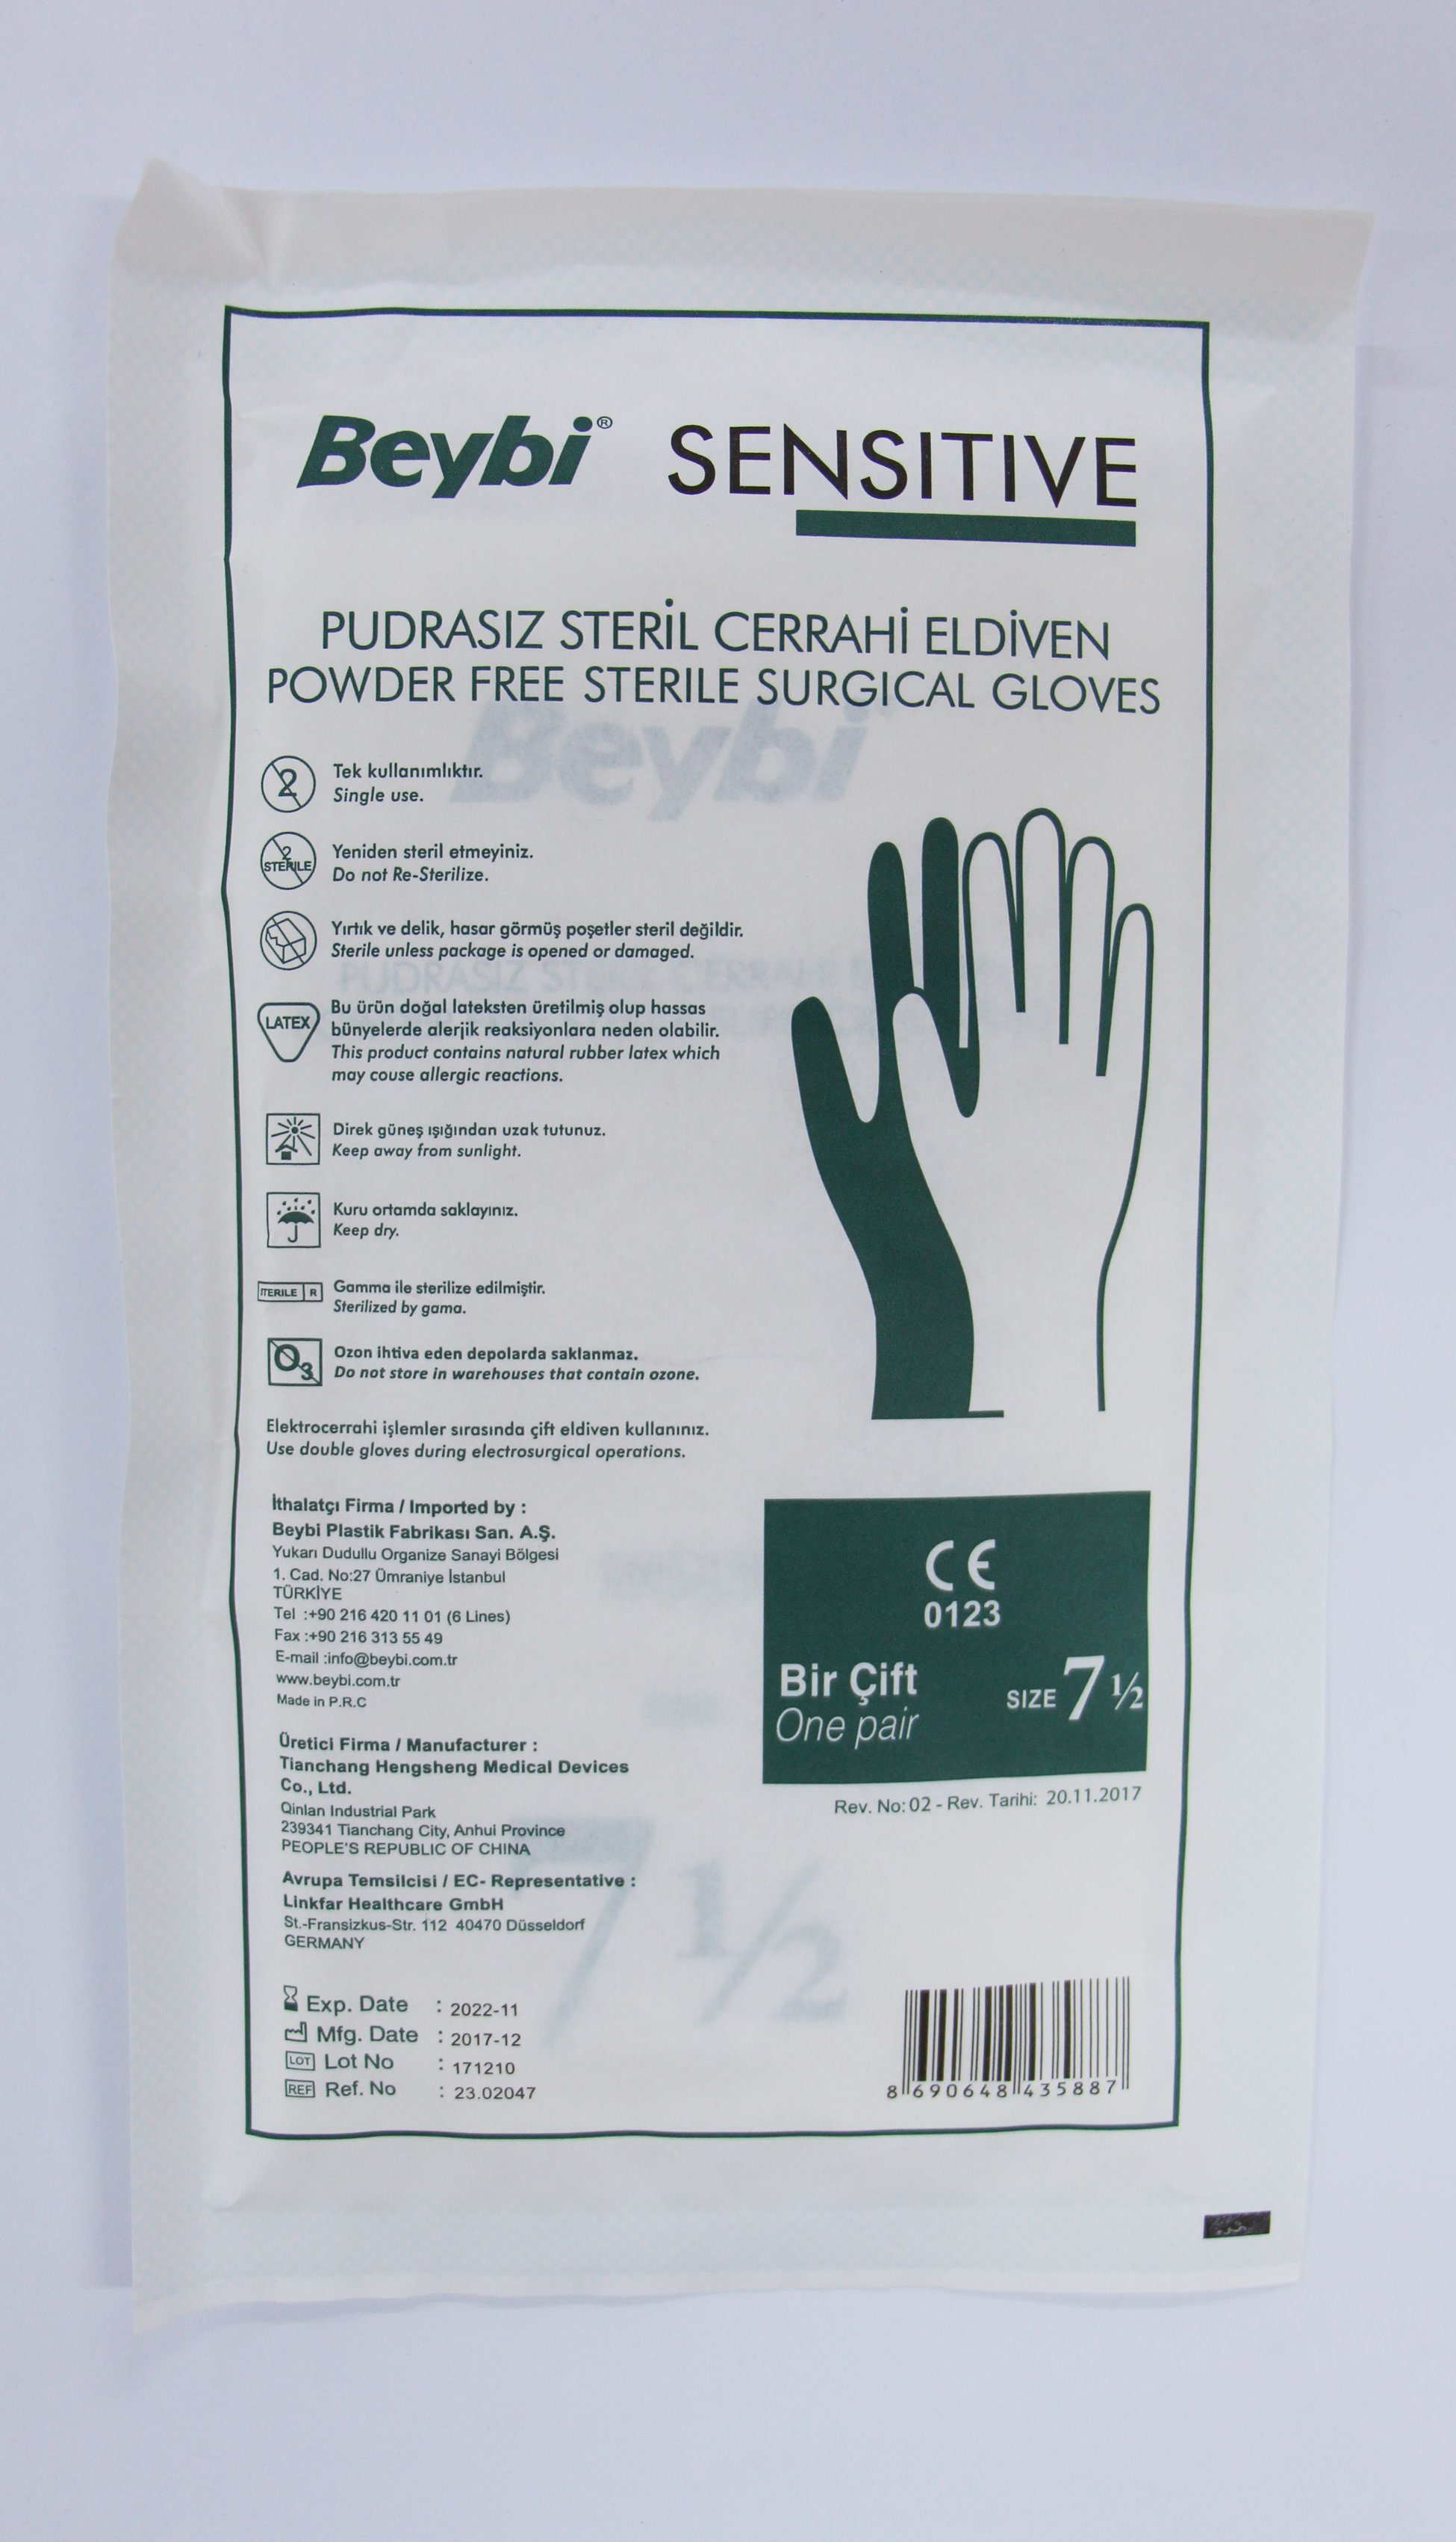 Beybi® SENSITIVE
PUDRASIZ STERİL CERRAHİ ELDİVEN
POWDER FREE STERILE SURGICAL GLOVES
2
Tek kullanımlıktır.
Single use.
2
STERILE
Yeniden steril etmeyiniz.
Do not Re-Sterilize.
Yırtık ve delik, hasar görmüş poşetler steril değildir.
Sterile unless package is opened or damaged.
LATEX
Bu ürün doğal lateksten üretilmiş olup hassas
bünyelerde alerjik reaksiyonlara neden olabilir.
This product contains natural rubber latex which
may couse allergic reactions.
Direk güneş ışığından uzak tutunuz.
Keep away from sunlight.
Kuru ortamda saklayınız.
Keep dry.
STERILE R
Gamma ile sterilize edilmiştir.
Sterilized by gama.
O3
Ozon ihtiva eden depolarda saklanmaz.
Do not store in warehouses that contain ozone.
Elektrocerrahi işlemler sırasında çift eldiven kullanınız.
Use double gloves during electrosurgical operations.
İthalatçı Firma / Imported by :
Beybi Plastik Fabrikası San. A.Ş.
Yukarı Dudullu Organize Sanayi Bölgesi
1. Cad. No:27 Ümraniye İstanbul
TÜRKİYE
Tel :+90 216 420 11 01 (6 Lines)
Fax :+90 216 313 55 49
E-mail :info@beybi.com.tr
www.beybi.com.tr
Made in P.R.C
Üretici Firma / Manufacturer :
Tianchang Hengsheng Medical Devices
Co., Ltd.
Qinlan Industrial Park
239341 Tianchang City, Anhui Province
PEOPLE'S REPUBLIC OF CHINA
Avrupa Temsilcisi / EC- Representative :
Linkfar Healthcare GmbH
St.-Fransizkus-Str. 112 40470 Düsseldorf
GERMANY
CE
0123
Bir Çift
One pair
SIZE 7 ½
Rev. No: 02 - Rev. Tarihi: 20.11.2017
Exp. Date : 2022-11
Mfg. Date : 2017-12
LOT Lot No : 171210
REF Ref. No : 23.02047
8 690648 435887